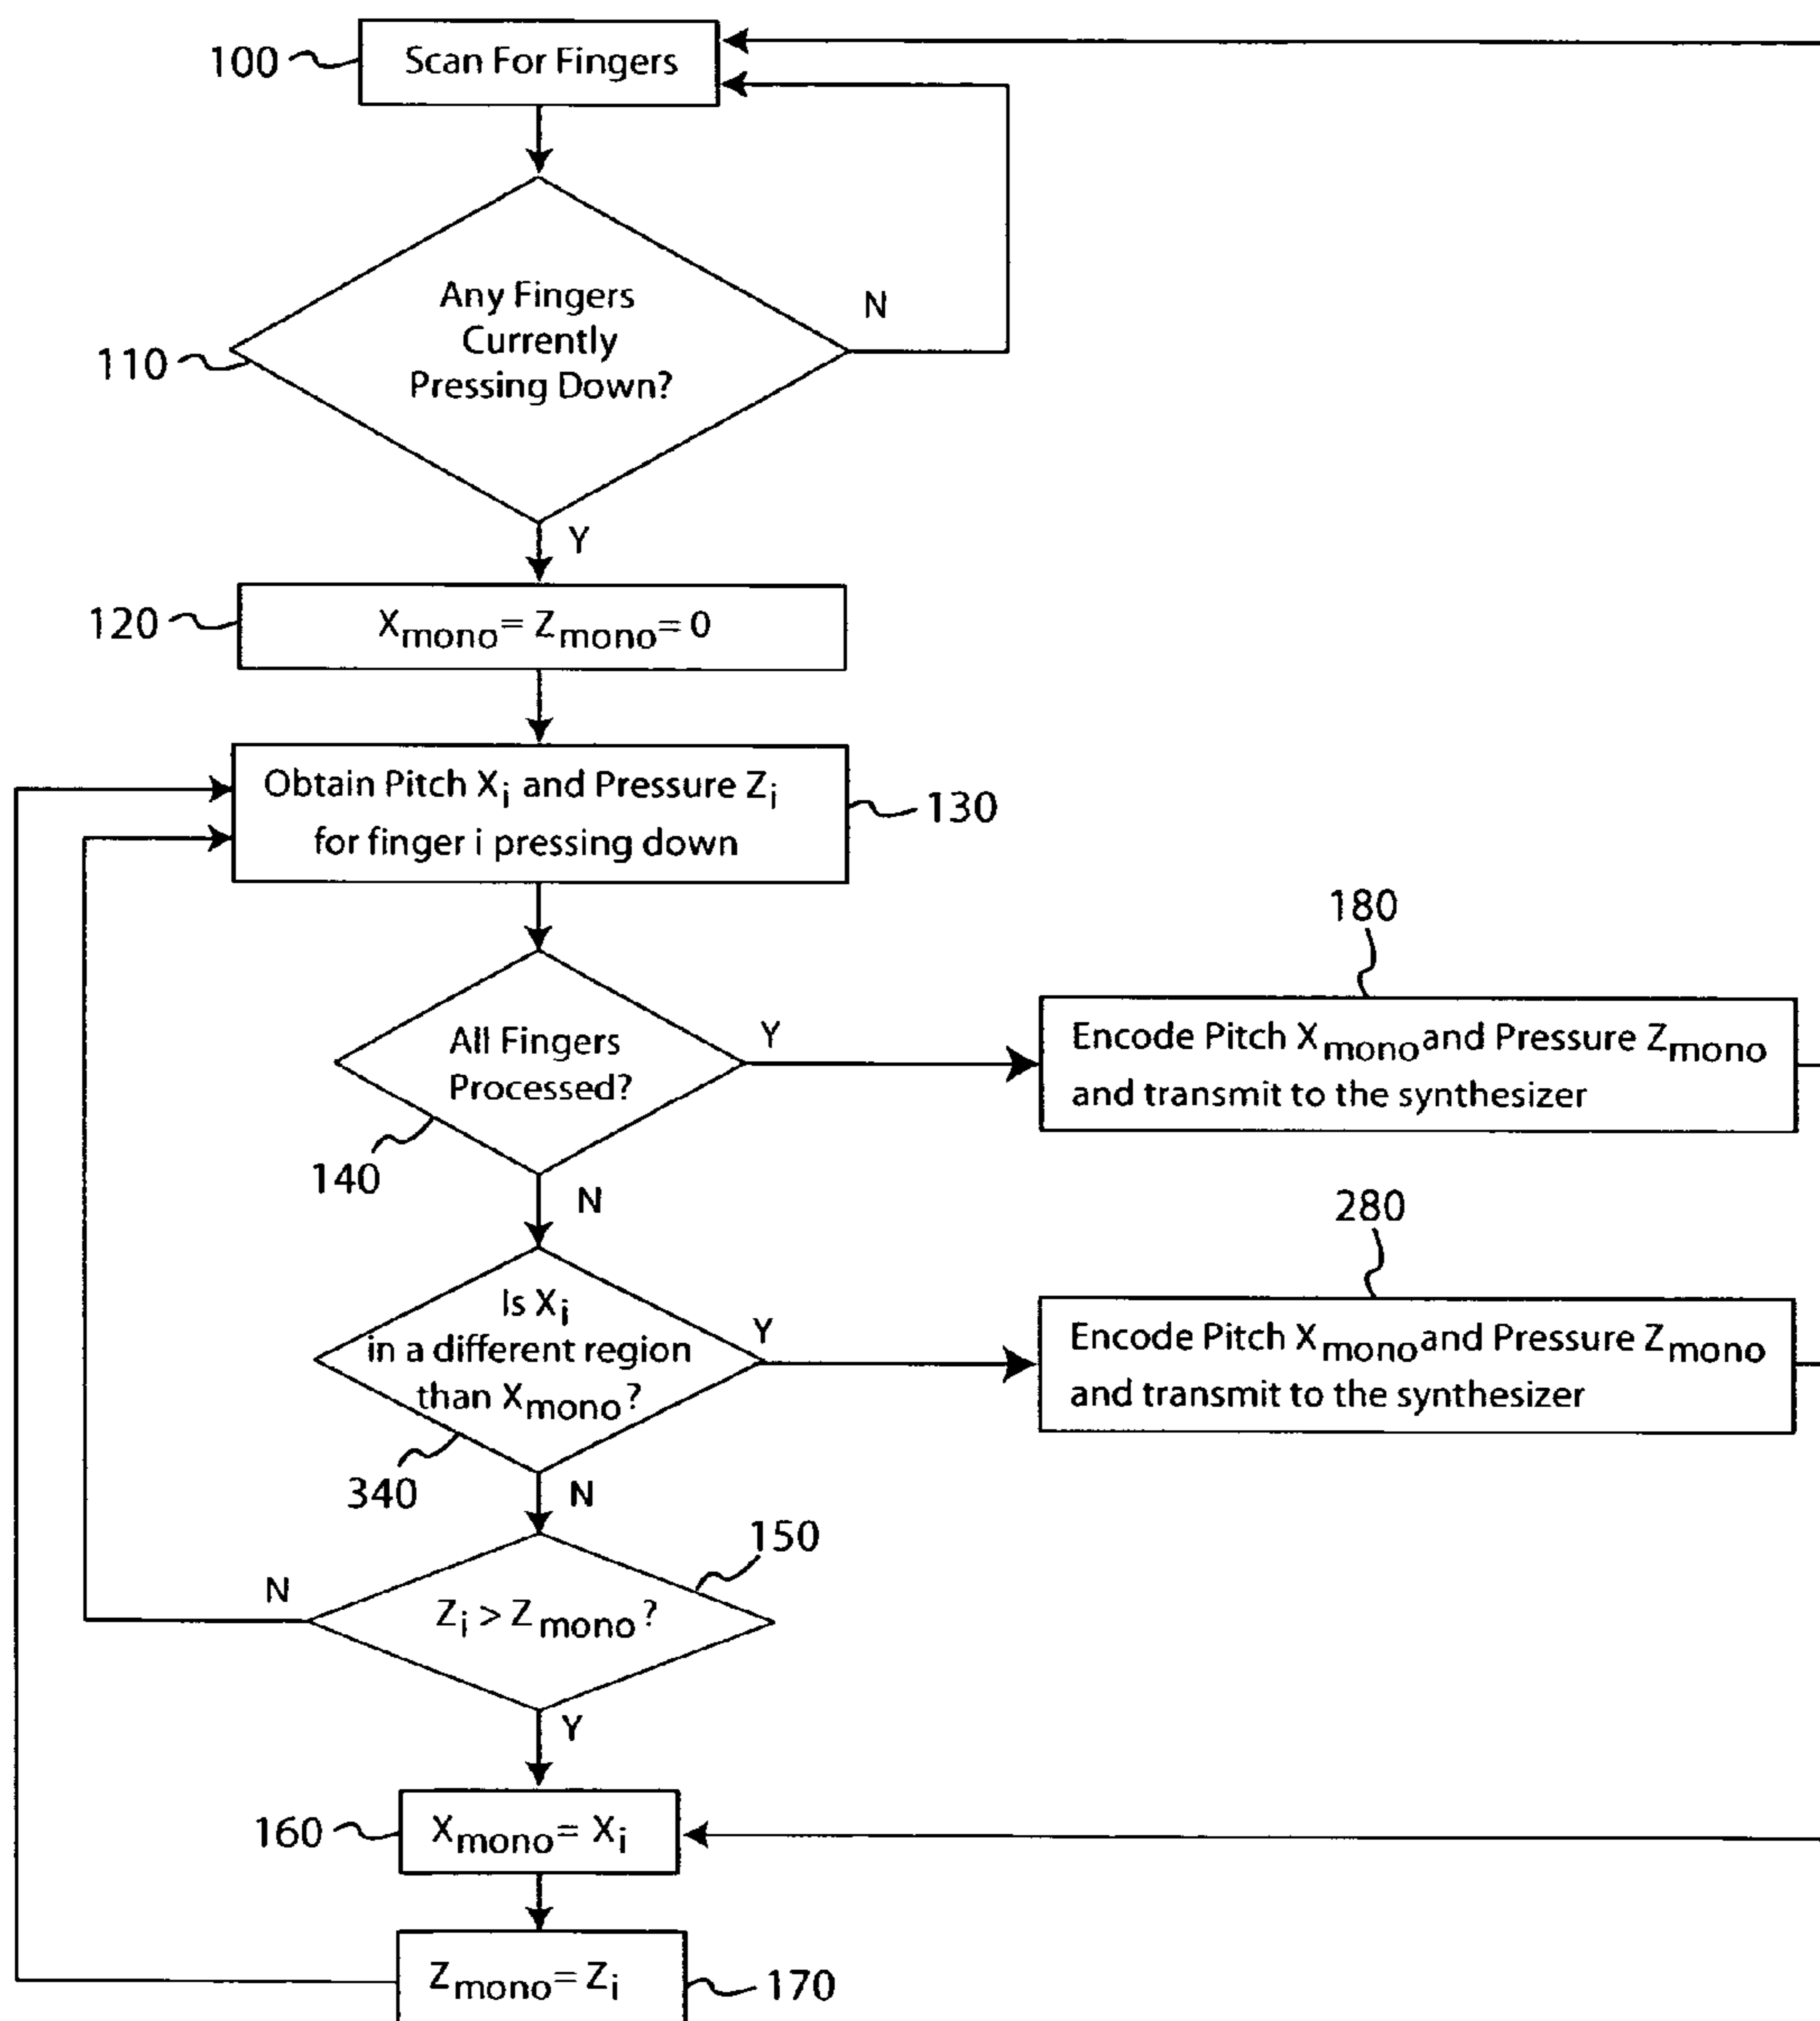 100
Scan For Fingers
Any Fingers
Currently
Pressing Down?
N
110
Y
120
Xmono= Zmono= 0
Obtain Pitch Xi and Pressure Zi
for finger i pressing down
130
180
All Fingers
Processed?
Y
Encode Pitch Xmono and Pressure Zmono
and transmit to the synthesizer
140
N
280
Is Xi
in a different region
than Xmono?
Y
Encode Pitch Xmono and Pressure Zmono
and transmit to the synthesizer
340
N
150
N
Zi > Zmono?
Y
160
Xmono= Xi
Zmono= Zi
170